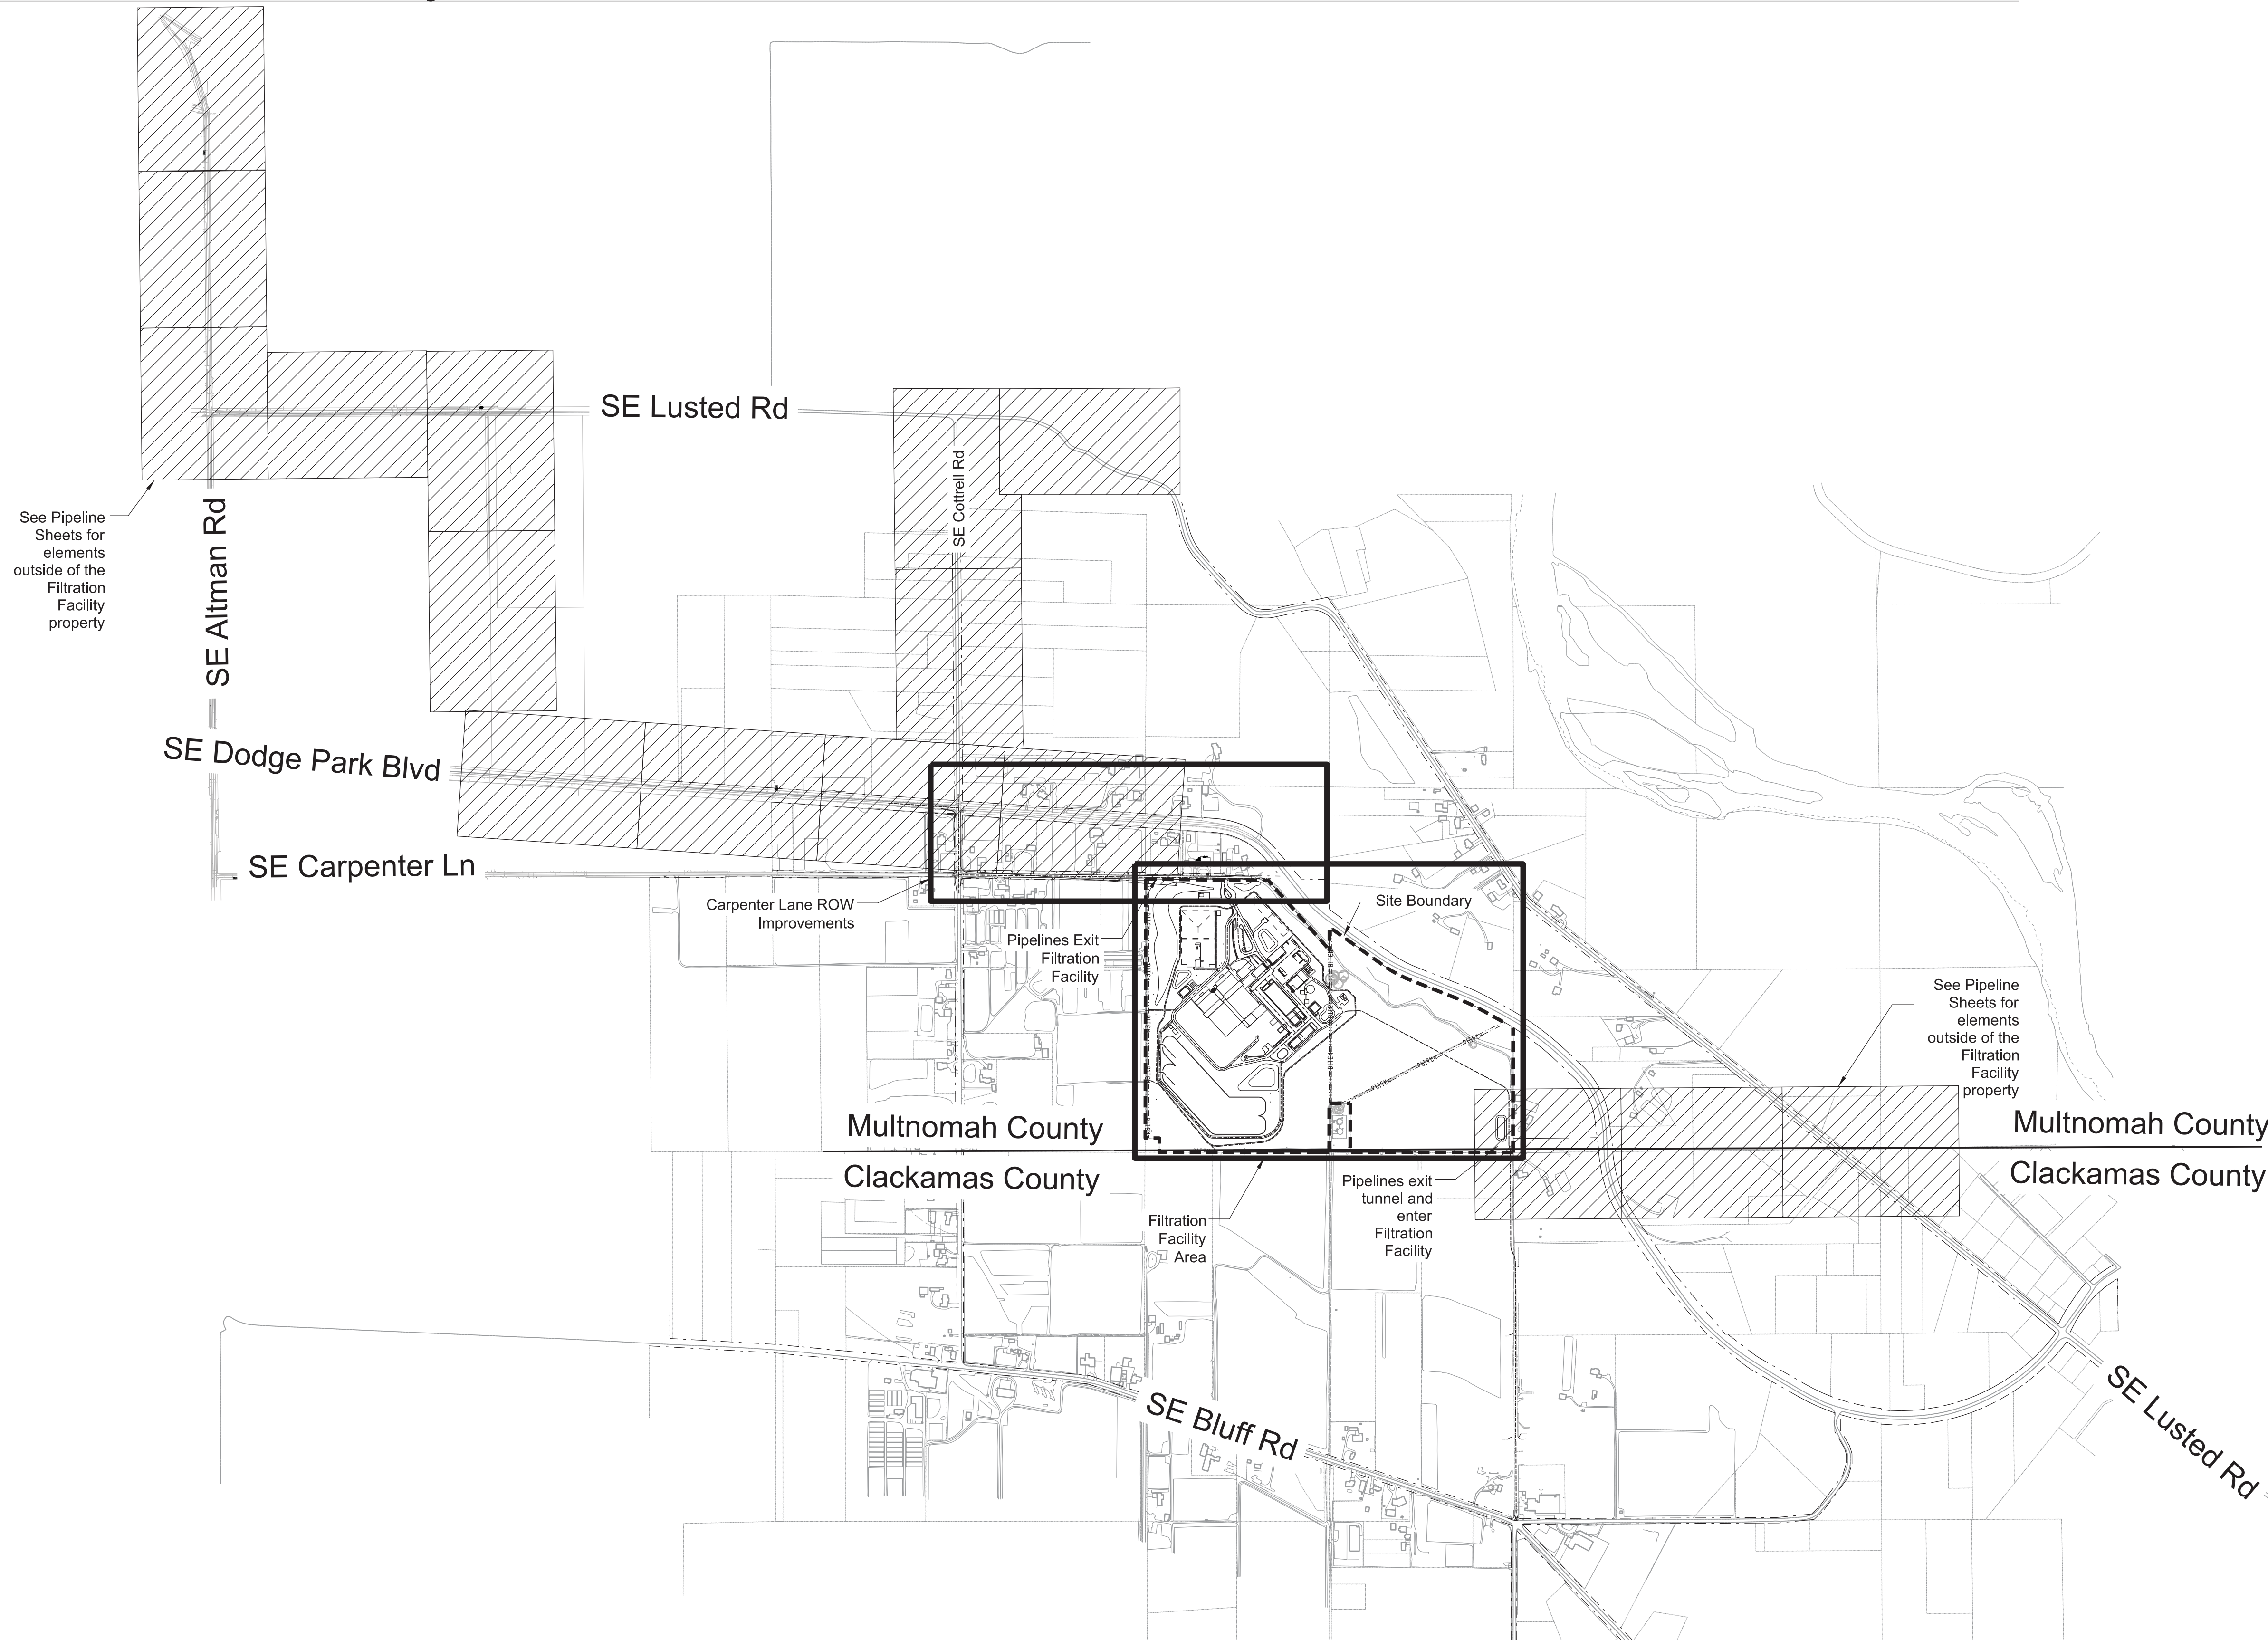 SE Lusted Rd
SE Cottrell Rd
See Pipeline
Sheets for
elements
outside of the
Filtration
Facility
property
SE Altman Rd
SE Dodge Park Blvd
SE Carpenter Ln
Carpenter Lane ROW
Improvements
Site Boundary
Pipelines Exit
Filtration
Facility
See Pipeline
Sheets for
elements
outside of the
Filtration
Facility
property
Multnomah County
Multnomah County
Clackamas County
Clackamas County
Pipelines exit
tunnel and
enter
Filtration
Facility
Filtration
Facility
Area
SE Bluff Rd
SE Lusted Rd